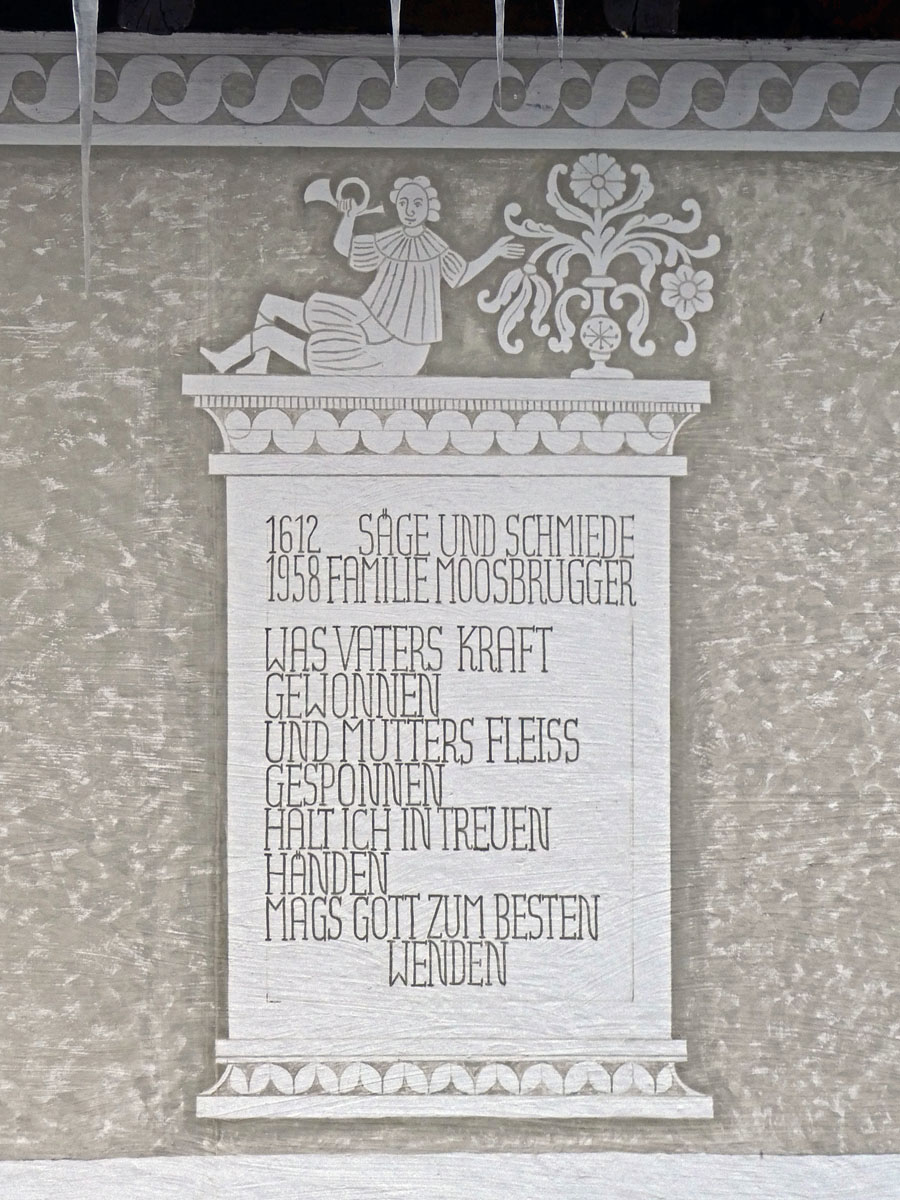 1612 SÄGE UND SCHMIEDE
1958 FAMILIE MOOSBRUGGER
WAS VATERS KRAFT
GEWONNEN
UND MUTTERS FLEISS
GESPONNEN
HALT ICH IN TREUEN
HÄNDEN
MAGS GOTT ZUM BESTEN
WENDEN